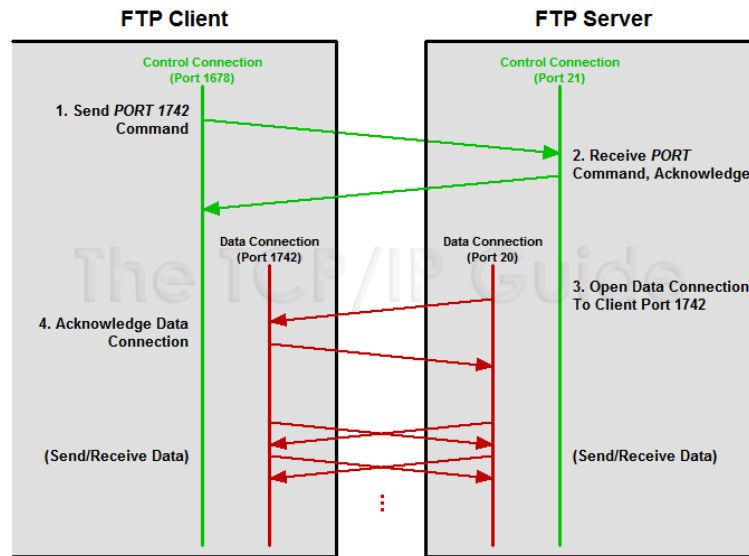 FTP Client
FTP Server
Control Connection
(Port 1678)
Control Connection
(Port 21)
1. Send PORT 1742
Command
2. Receive PORT
Command, Acknowledge
Data Connection
(Port 1742)
Data Connection
(Port 20)
The TCP/IP Guide
3. Open Data Connection
To Client Port 1742
4. Acknowledge Data
Connection
(Send/Receive Data)
(Send/Receive Data)